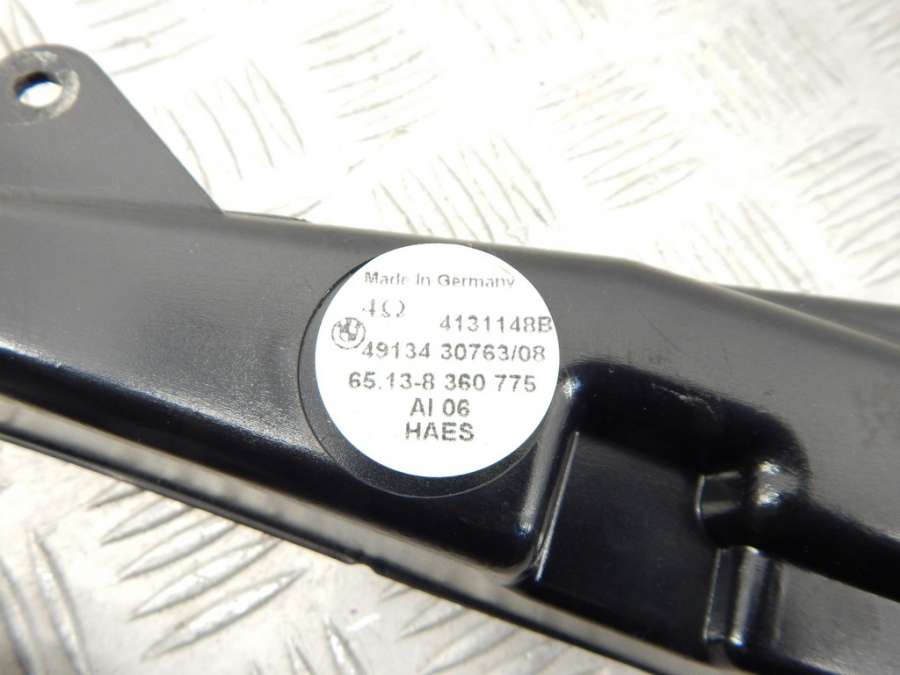 Made In Germany
4Ω 4131148B
49134 30763/08
65.13-8 360 775
AI 06
HAES